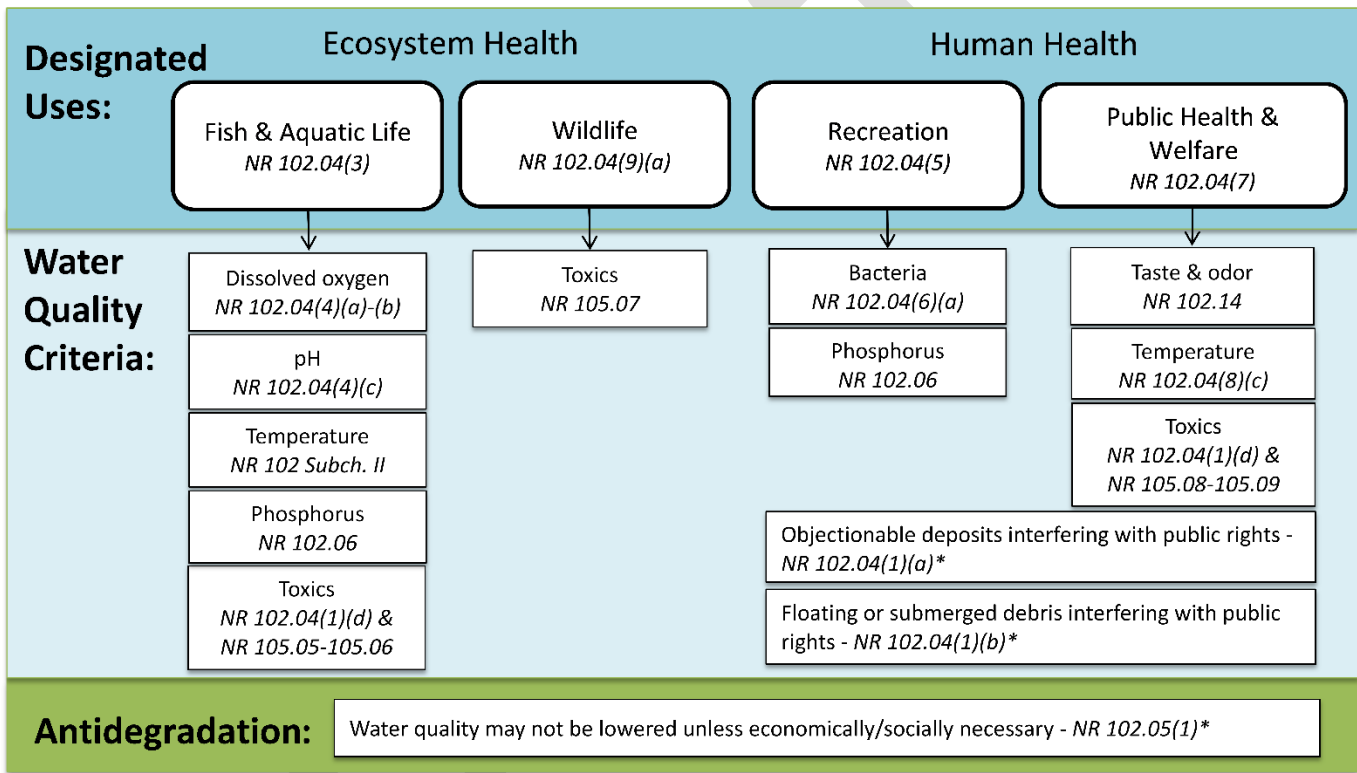 Designated
Uses:
Ecosystem Health
Human Health
Fish & Aquatic Life
NR 102.04(3)
Wildlife
NR 102.04(9)(a)
Recreation
NR 102.04(5)
Public Health &
Welfare
NR 102.04(7)
Water
Quality
Criteria:
Dissolved oxygen
NR 102.04(4)(a)-(b)
pH
NR 102.04(4)(c)
Temperature
NR 102 Subch. II
Phosphorus
NR 102.06
Toxics
NR 102.04(1)(d) &
NR 105.05-105.06
Toxics
NR 105.07
Bacteria
NR 102.04(6)(a)
Phosphorus
NR 102.06
Taste & odor
NR 102.14
Temperature
NR 102.04(8)(c)
Toxics
NR 102.04(1)(d) &
NR 105.08-105.09
Objectionable deposits interfering with public rights -
NR 102.04(1)(a)*
Floating or submerged debris interfering with public
rights - NR 102.04(1)(b)*
Antidegradation:
Water quality may not be lowered unless economically/socially necessary - NR 102.05(1)*